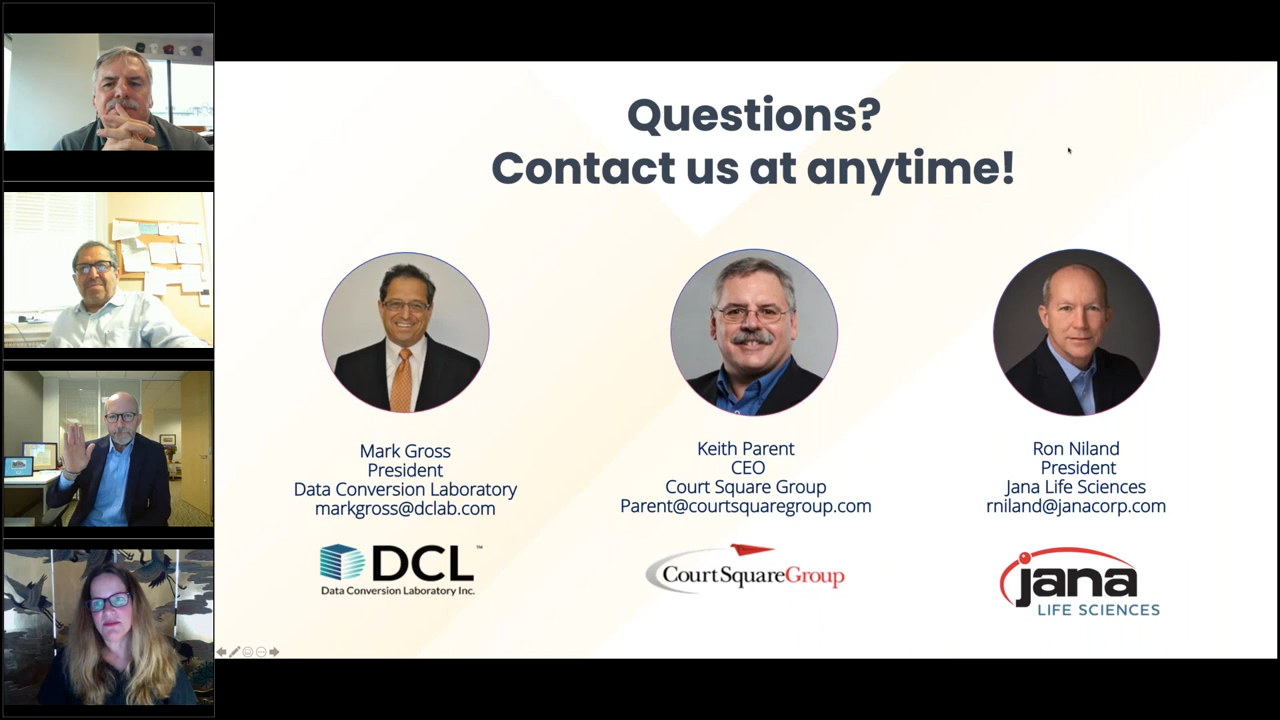 Questions?
Contact us at anytime!
Mark Gross
President
Data Conversion Laboratory
markgross@dclab.com
Keith Parent
CEO
Court Square Group
Parent@courtsquaregroup.com
Ron Niland
President
Jana Life Sciences
rniland@janacorp.com
DCL™
Data Conversion Laboratory Inc.
CourtSquareGroup
jana
LIFE SCIENCES